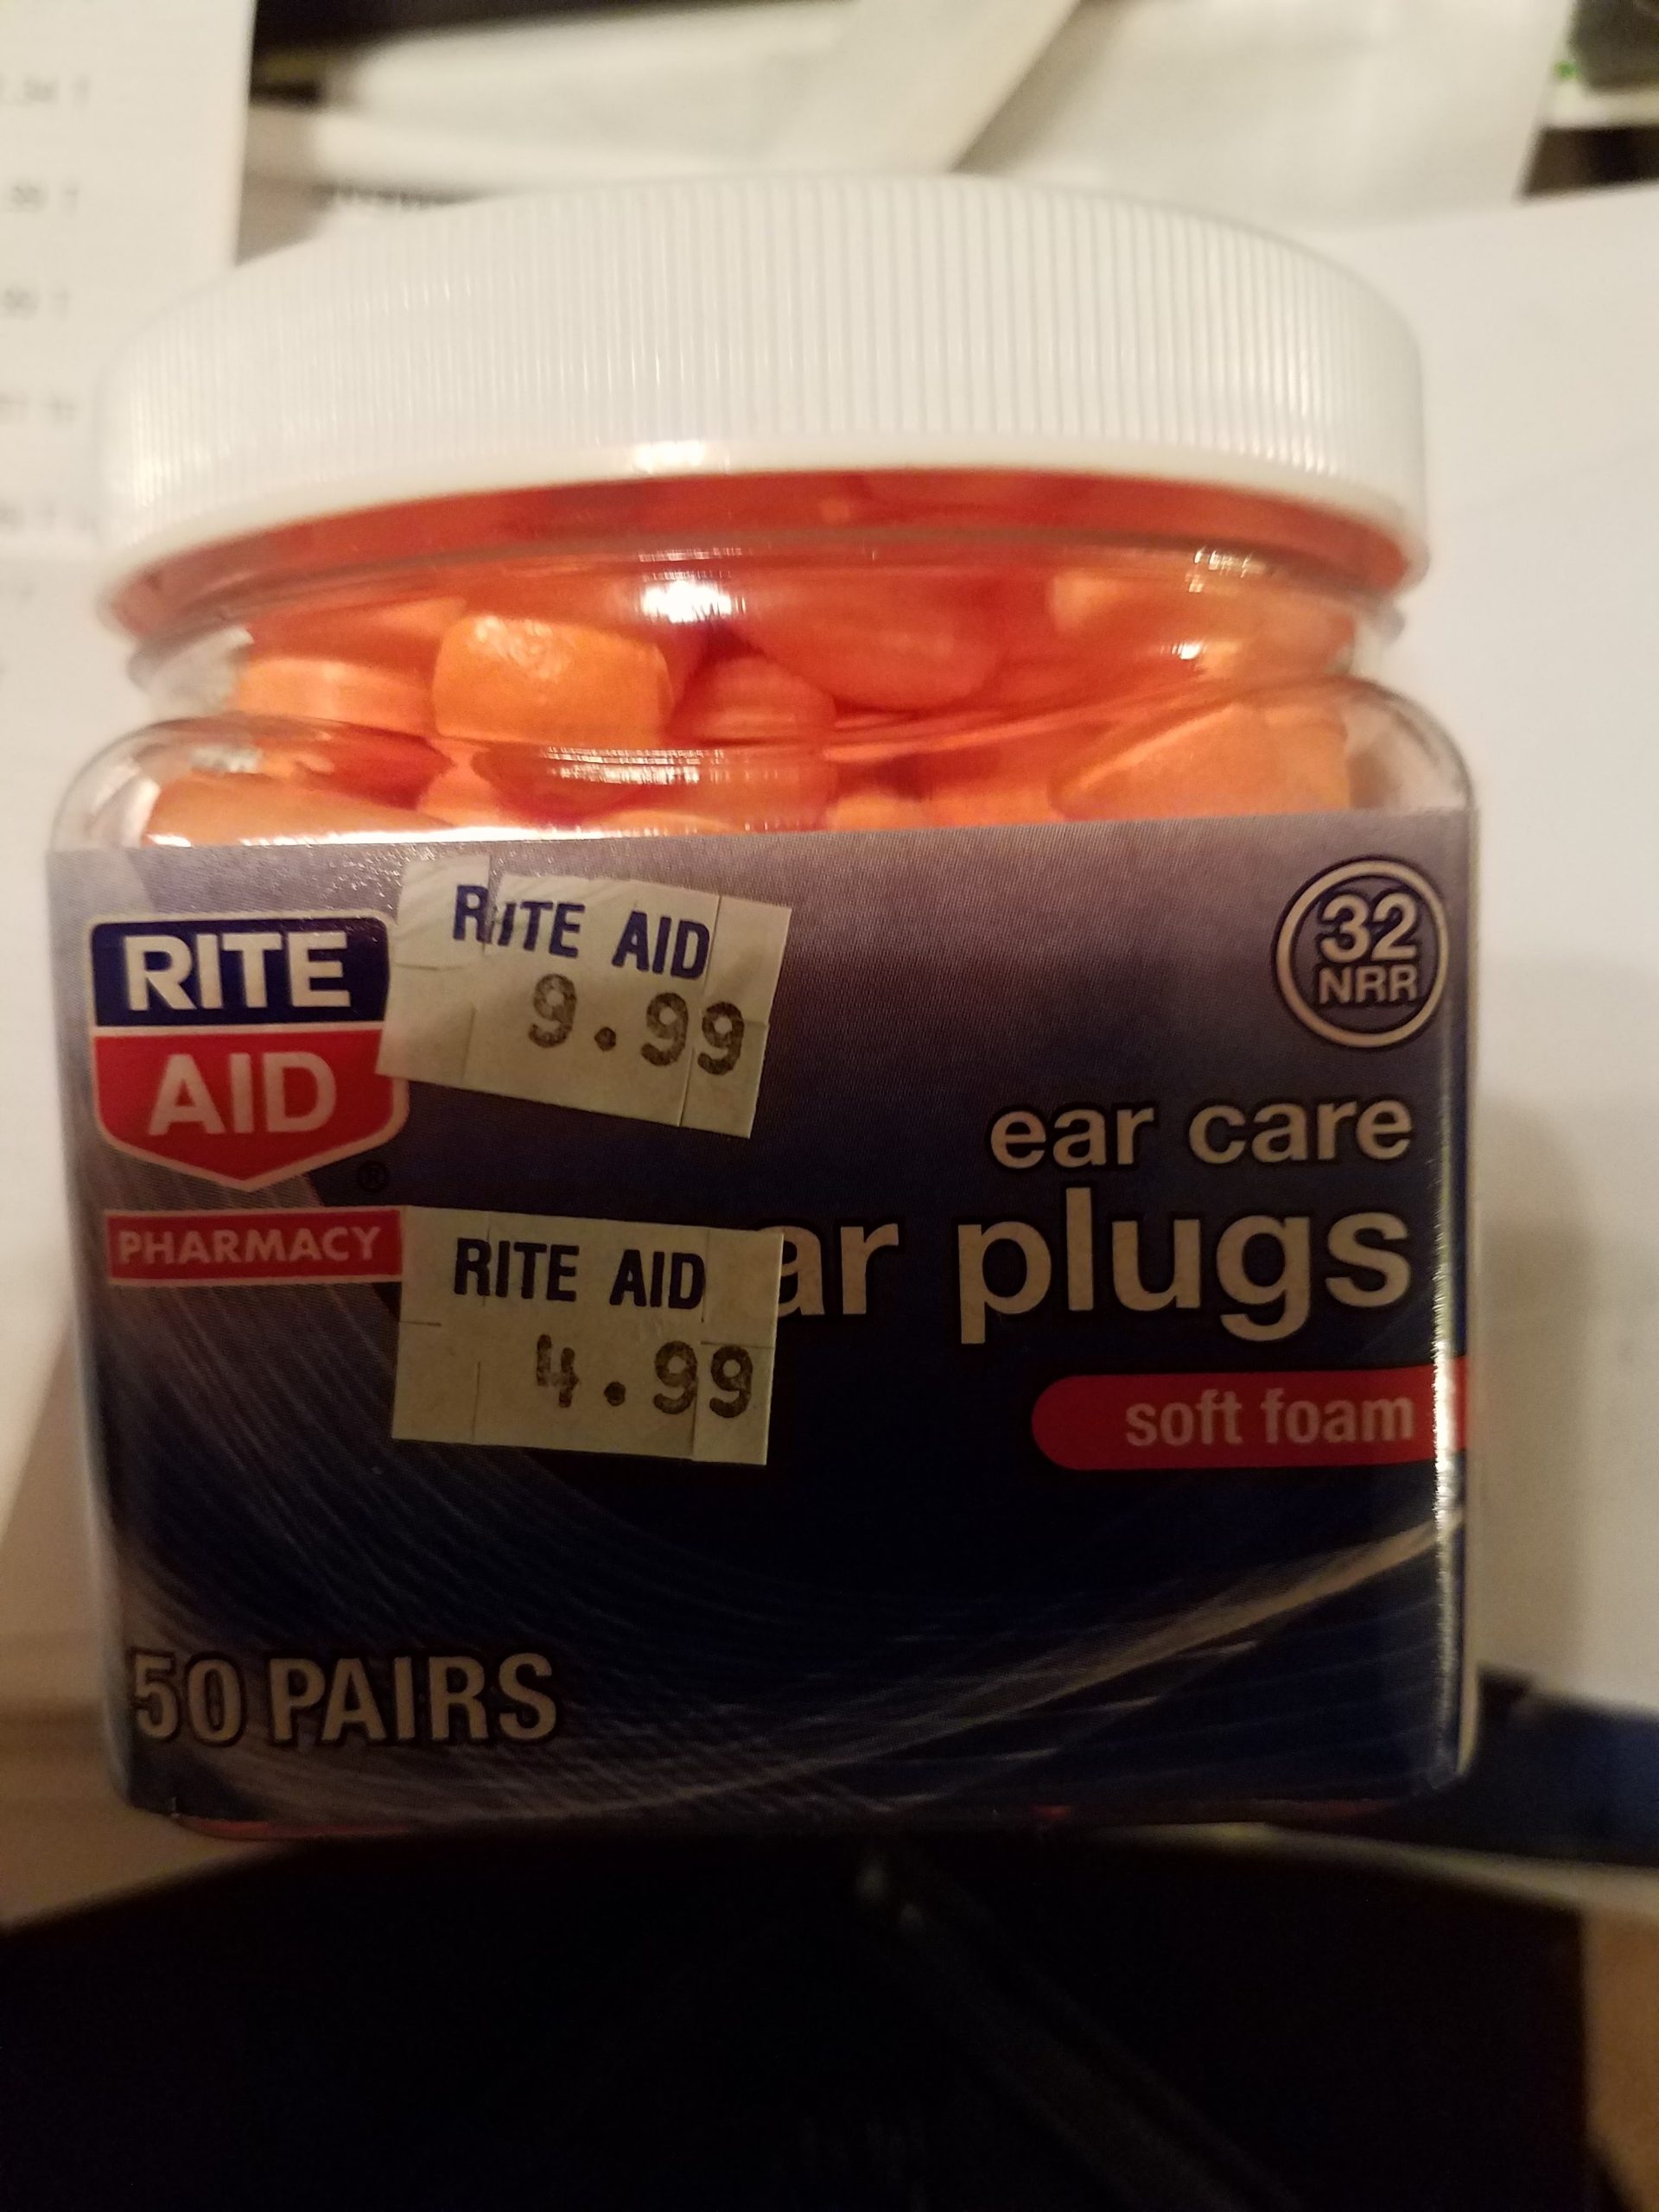 RITE
AID
®
PHARMACY
RITE AID
9.99
RITE AID
4.99
32
NRR
ear care
ar plugs
soft foam
50 PAIRS